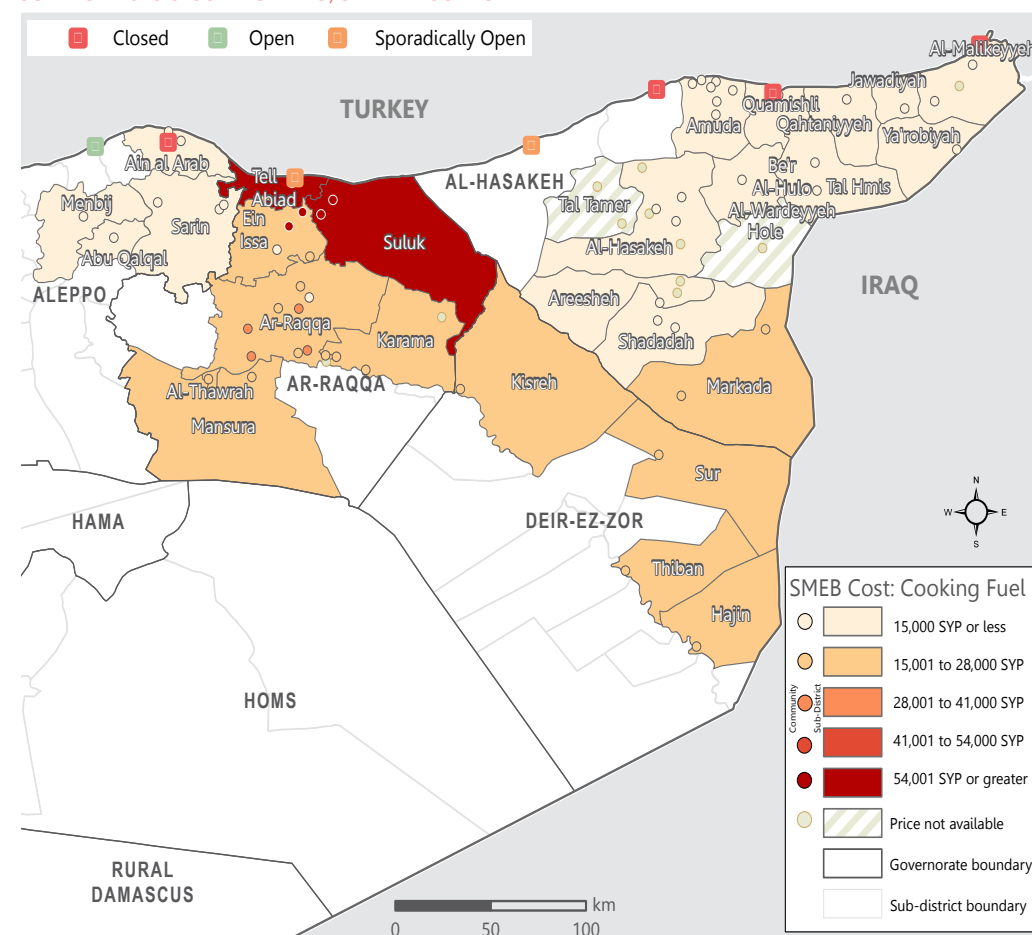 Closed Open Sporadically Open
TURKEY
Al-Malikeyyeh
Jawadiyah
Quamishli
Qahtaniyyeh
Amuda
Ya'robiyah
Ain al Arab
Tell
Abiad
AL-HASAKEH
Be'r
Al-Hulo
Al-Wardeyyeh
Tal Hmis
Menbij
Sarin
Ein
Issa
Tal Tamer
Hole
Suluk
Al-Hasakeh
Abu Qalqal
ALEPPO
IRAQ
Areesheh
Ar-Raqqa
Karama
Shadadah
AR-RAQQA
Kisreh
Markada
Al-Thawrah
Mansura
Sur
HAMA
DEIR-EZ-ZOR
Thiban
Hajin
HOMS
RURAL
DAMASCUS
N
W E
S
SMEB Cost: Cooking Fuel
Community
Sub-District
15,000 SYP or less
15,001 to 28,000 SYP
28,001 to 41,000 SYP
41,001 to 54,000 SYP
54,001 SYP or greater
Price not available
Governorate boundary
Sub-district boundary
km
0 50 100